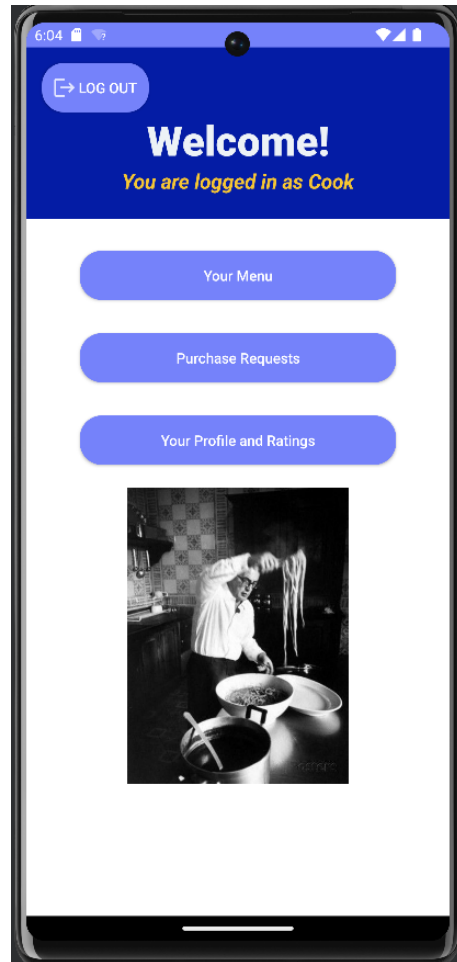 6:04
LOG OUT
Welcome!
You are logged in as Cook
Your Menu
Purchase Requests
Your Profile and Ratings